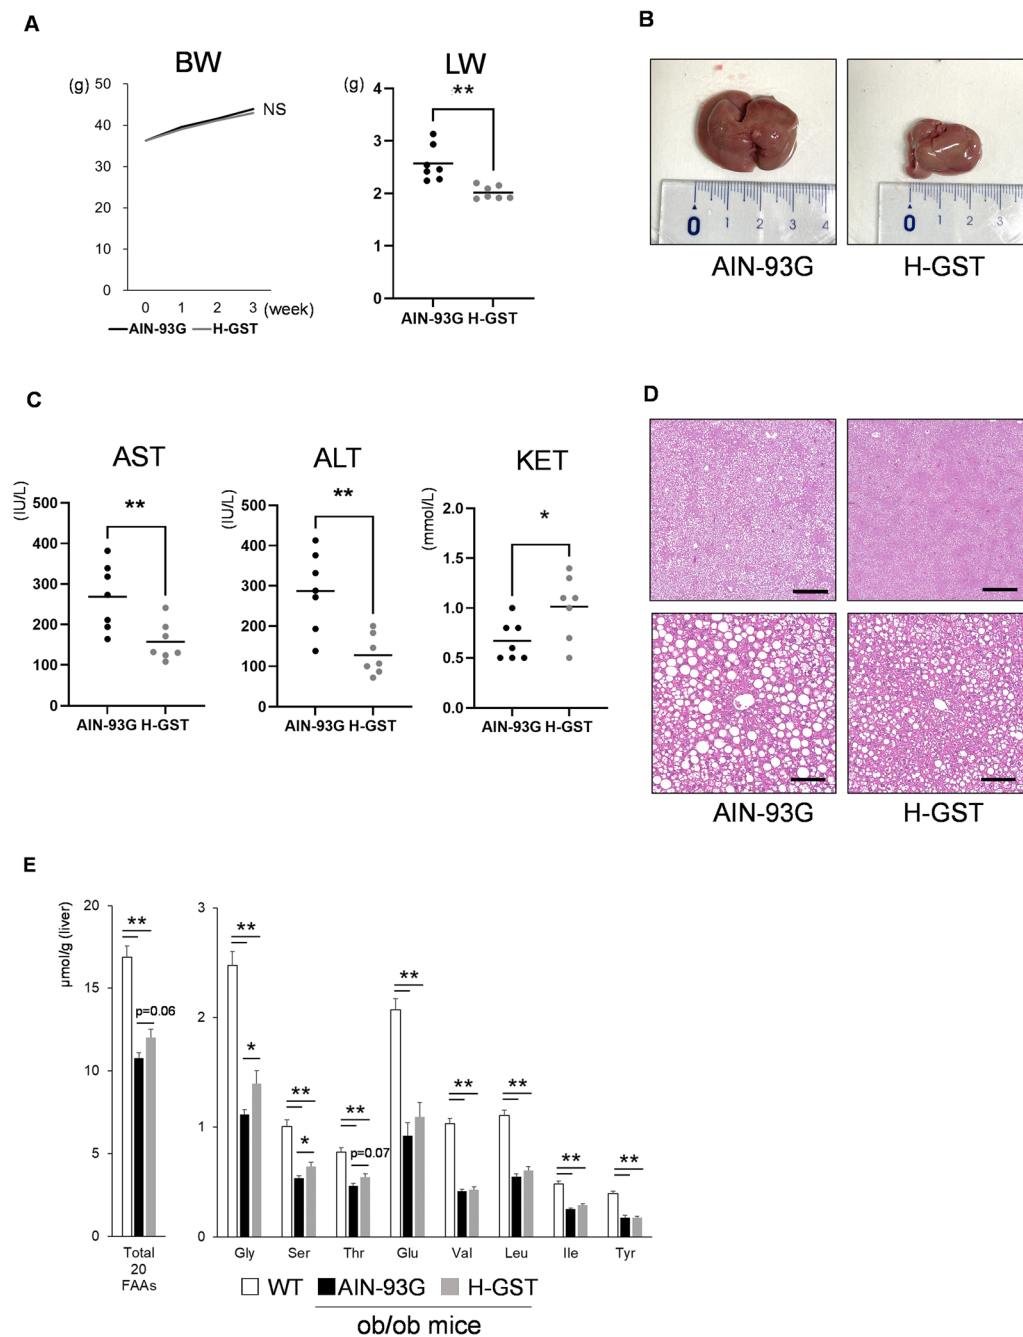 A
BW
(g)
50
40
30
20
10
0
NS
0 1 2 3 (week)
AIN-93G H-GST
LW
(g)
4
3
2
1
0
**
AIN-93G H-GST
B
0 1 2 3 4
0 1 2 3
AIN-93G
H-GST
C
AST
(IU/L)
500
400
300
200
100
0
**
AIN-93G H-GST
ALT
(IU/L)
500
400
300
200
100
0
**
AIN-93G H-GST
KET
(mmol/L)
2.0
1.5
1.0
0.5
0.0
*
AIN-93G H-GST
D
AIN-93G
H-GST
E
μmol/g (liver)
20
15
10
5
0
**
p=0.06
Total
20
FAAs
3
2
1
0
**
*
**
*
**
p=0.07
**
**
**
**
**
Gly Ser Thr Glu Val Leu Ile Tyr
WT AIN-93G H-GST
ob/ob mice